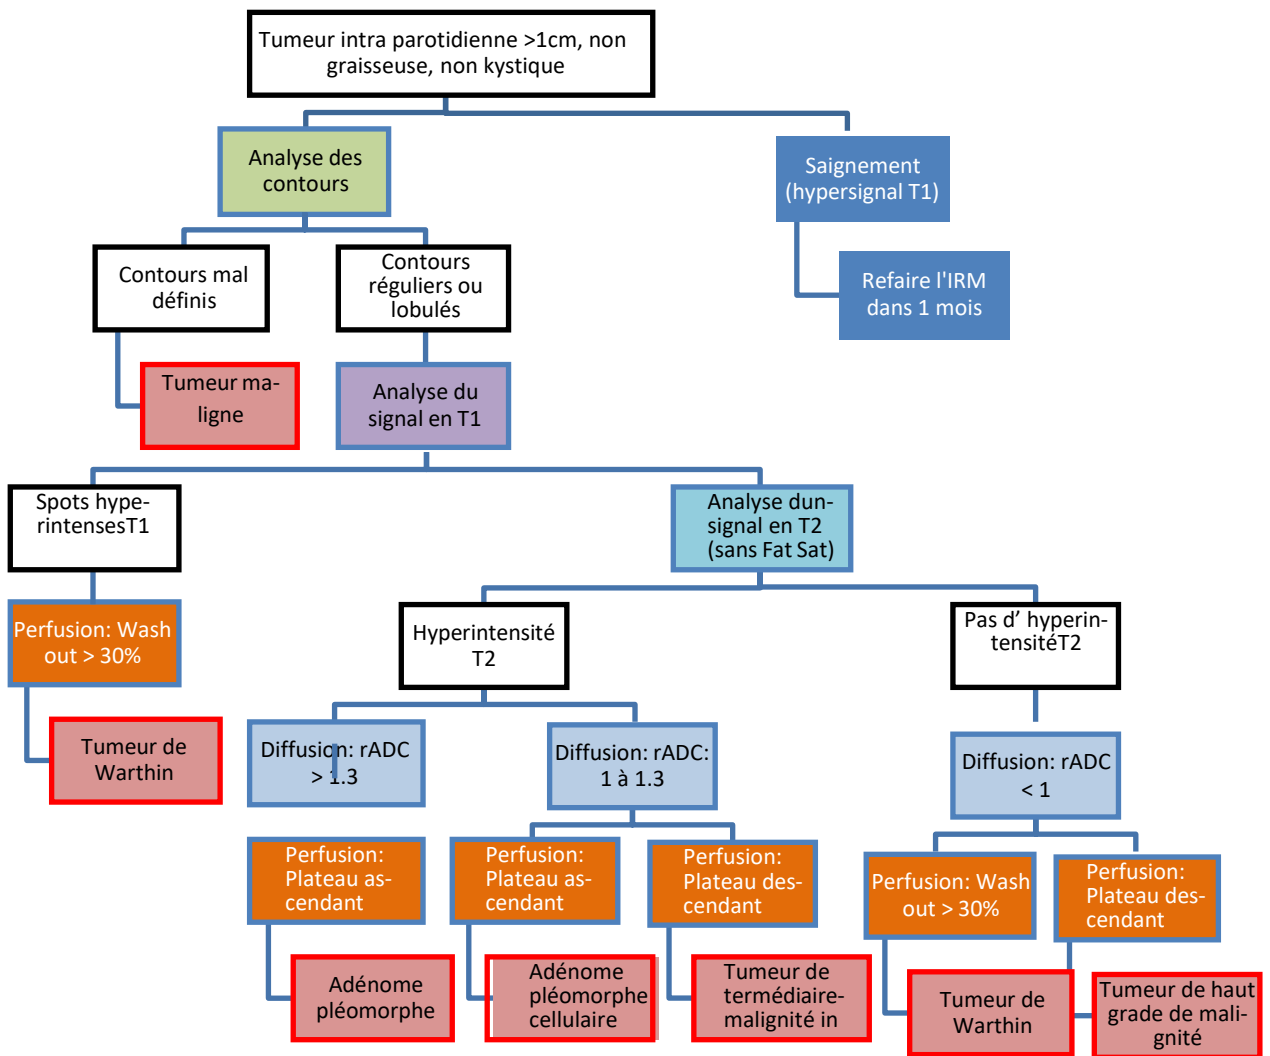 Tumeur intra parotidienne >1cm, non
graisseuse, non kystique
Analyse des
contours
Saignement
(hypersignal T1)
Contours mal
définis
Contours
réguliers ou
lobulés
Refaire l'IRM
dans 1 mois
Tumeur ma-
ligne
Analyse du
signal en T1
Spots hype-
rintensesT1
Analyse dun-
signal en T2
(sans Fat Sat)
Perfusion: Wash
out > 30%
Hyperintensité
T2
Pas d’ hyperin-
tensitéT2
Tumeur de
Warthin
Diffusion: rADC
> 1.3
Diffusion: rADC:
1 à 1.3
Diffusion: rADC
< 1
Perfusion:
Plateau as-
cendant
Perfusion:
Plateau as-
cendant
Perfusion:
Plateau des-
cendant
Perfusion: Wash
out > 30%
Perfusion:
Plateau des-
cendant
Adénome
pléomorphe
Adénome
pléomorphe
cellulaire
Tumeur de
termédiaire-
malignité in
Tumeur de
Warthin
Tumeur de haut
grade de mali-
gnité